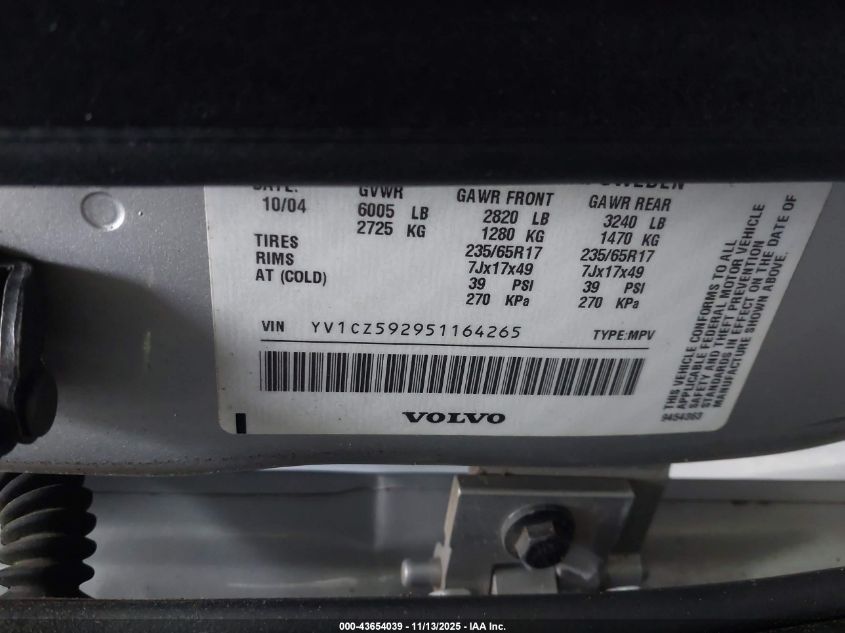 DATE: GVWR GAWR FRONT GAWR REAR
10/04 6005 LB 2820 LB 3240 LB
2725 KG 1280 KG 1470 KG
TIRES 235/65R17 235/65R17
RIMS 7Jx17x49 7Jx17x49
AT (COLD) 39 PSI 39 PSI
270 KPa 270 KPa
VIN YV1CZ592951164265 TYPE:MPV
VOLVO
THIS VEHICLE CONFORMS TO ALL
APPLICABLE FEDERAL MOTOR VEHICLE
SAFETY AND THEFT PREVENTION
STANDARDS IN EFFECT ON THE DATE OF
MANUFACTURE SHOWN ABOVE.
9454363
000-43654039 - 11/13/2025 - IAA Inc.